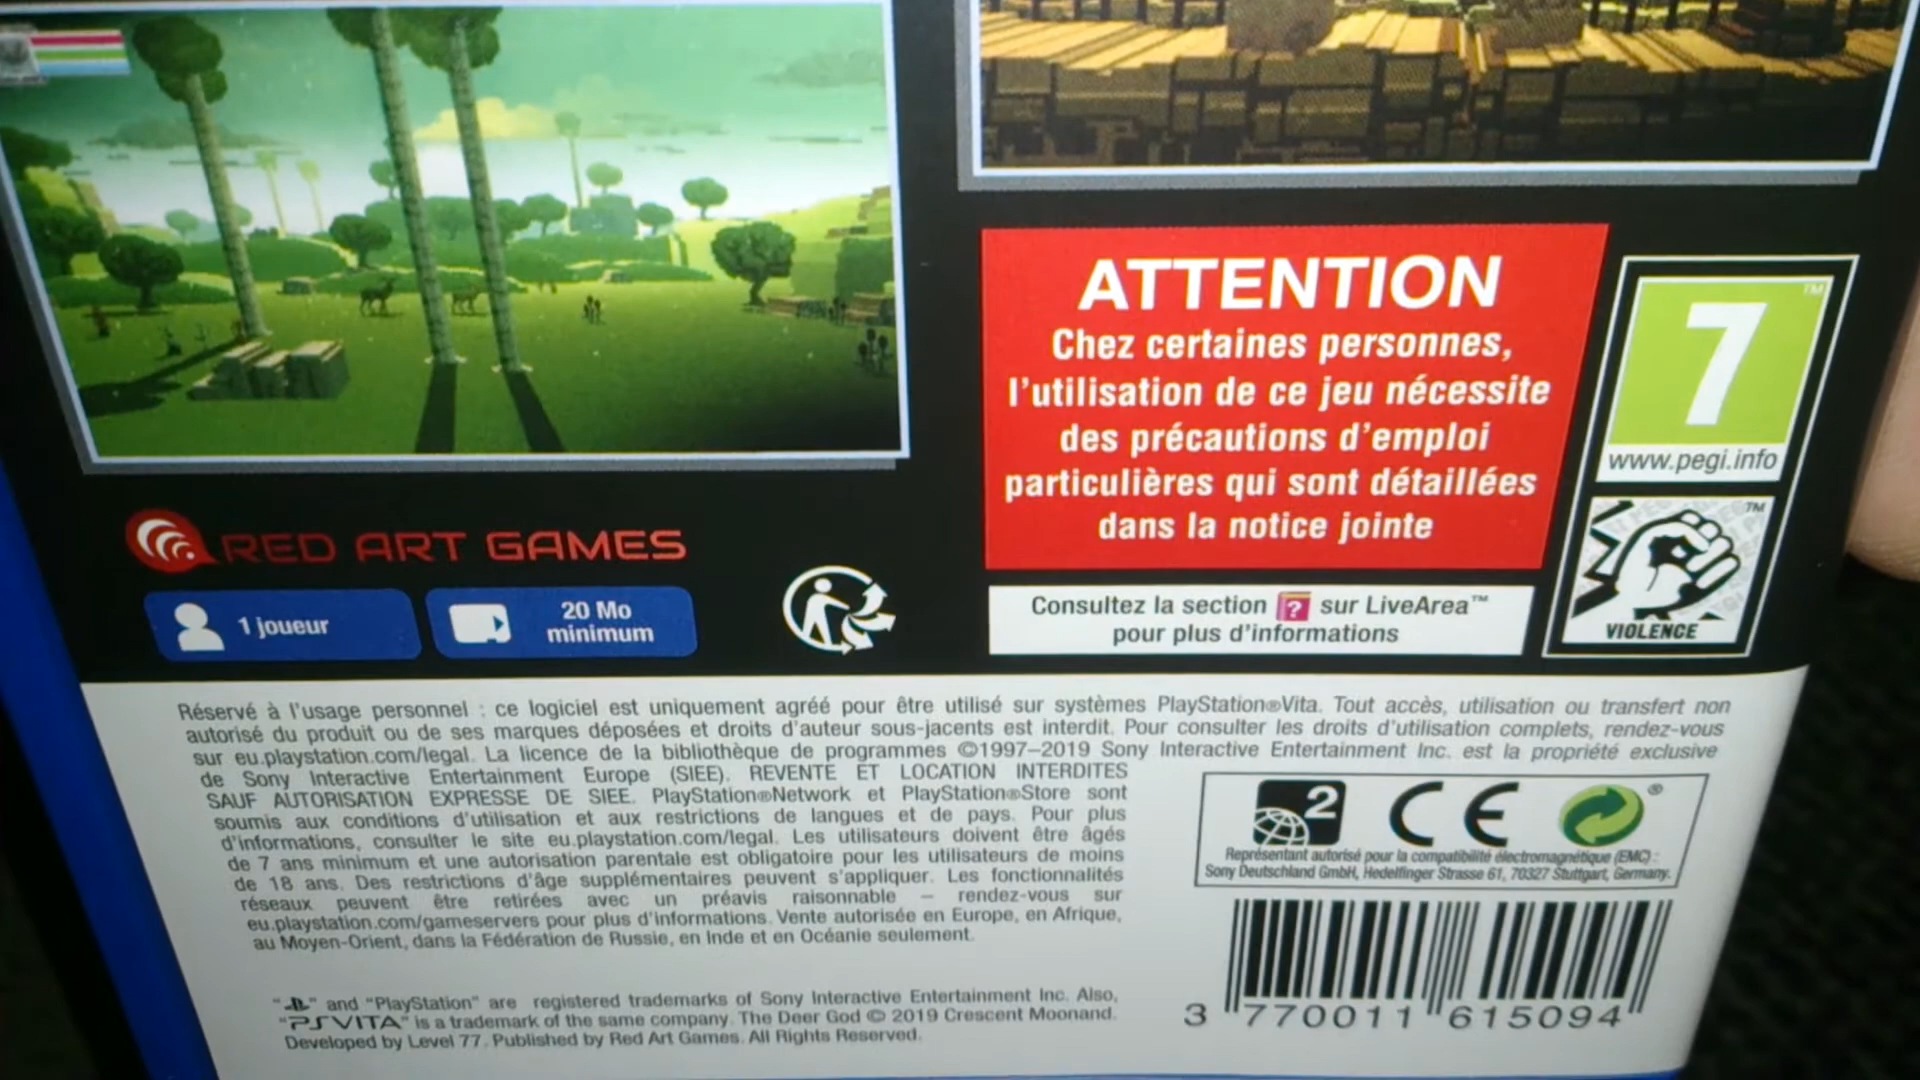 RED ART GAMES
1 joueur
20 Mo
minimum
ATTENTION
Chez certaines personnes,
l'utilisation de ce jeu nécessite
des précautions d'emploi
particulières qui sont détaillées
dans la notice jointe
Consultez la section ? sur LiveArea™
pour plus d'informations
7™
www.pegi.info
™
VIOLENCE
Réservé à l'usage personnel : ce logiciel est uniquement agréé pour être utilisé sur systèmes PlayStation®Vita. Tout accès, utilisation ou transfert non
autorisé du produit ou de ses marques déposées et droits d'auteur sous-jacents est interdit. Pour consulter les droits d'utilisation complets, rendez-vous
sur eu.playstation.com/legal. La licence de la bibliothèque de programmes ©1997–2019 Sony Interactive Entertainment Inc. est la propriété exclusive
de Sony Interactive Entertainment Europe (SIEE). REVENTE ET LOCATION INTERDITES
SAUF AUTORISATION EXPRESSE DE SIEE. PlayStation®Network et PlayStation®Store sont
soumis aux conditions d'utilisation et aux restrictions de langues et de pays. Pour plus
d'informations, consulter le site eu.playstation.com/legal. Les utilisateurs doivent être âgés
de 7 ans minimum et une autorisation parentale est obligatoire pour les utilisateurs de moins
de 18 ans. Des restrictions d'âge supplémentaires peuvent s'appliquer. Les fonctionnalités
réseaux peuvent être retirées avec un préavis raisonnable – rendez-vous sur
eu.playstation.com/gameservers pour plus d'informations. Vente autorisée en Europe, en Afrique,
au Moyen-Orient, dans la Fédération de Russie, en Inde et en Océanie seulement.
2 CE ®
Représentant autorisé pour la compatibilité électromagnétique (EMC) :
Sony Deutschland GmbH, Hedelfinger Strasse 61, 70327 Stuttgart, Germany.
3 770011 615094
"PS" and "PlayStation" are registered trademarks of Sony Interactive Entertainment Inc. Also,
"PSVITA" is a trademark of the same company. The Deer God © 2019 Crescent Moonand.
Developed by Level 77. Published by Red Art Games. All Rights Reserved.